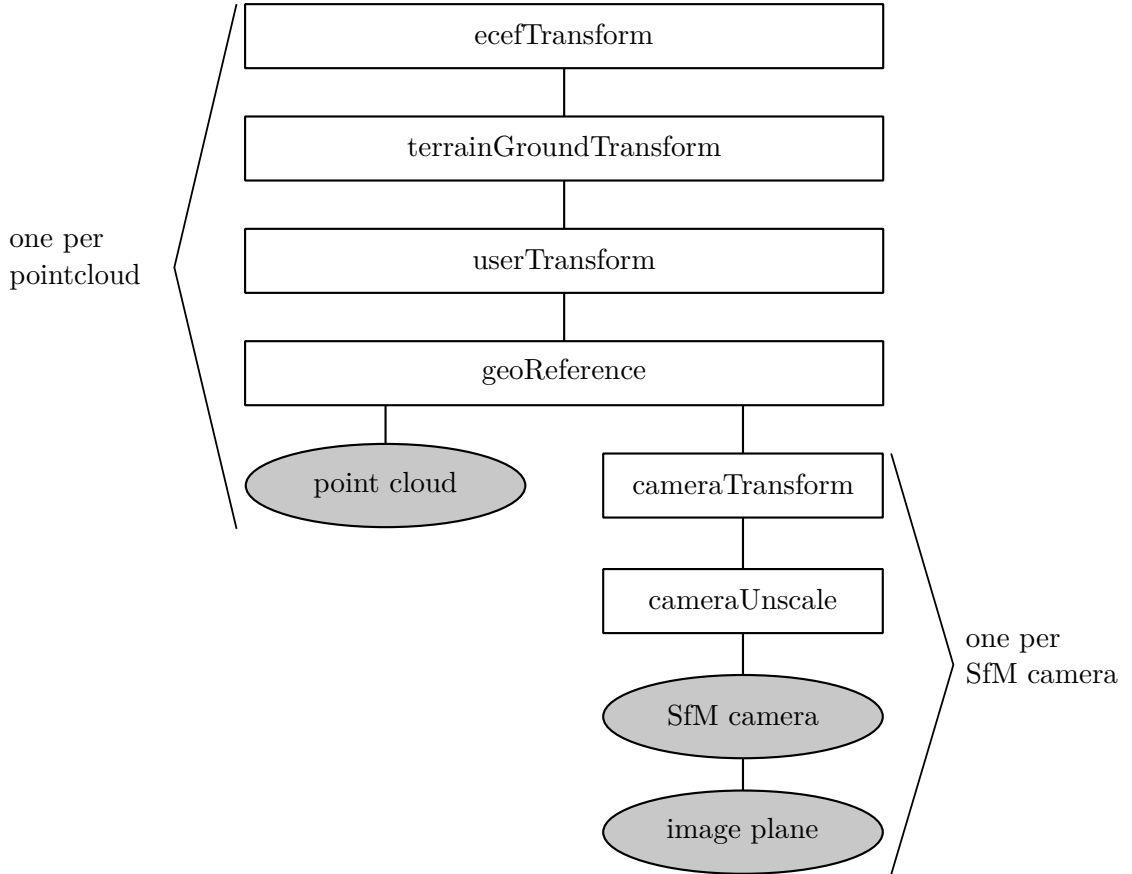 ecefTransform
terrainGroundTransform
one per
pointcloud
userTransform
geoReference
point cloud
cameraTransform
cameraUnscale
one per
SfM camera
SfM camera
image plane